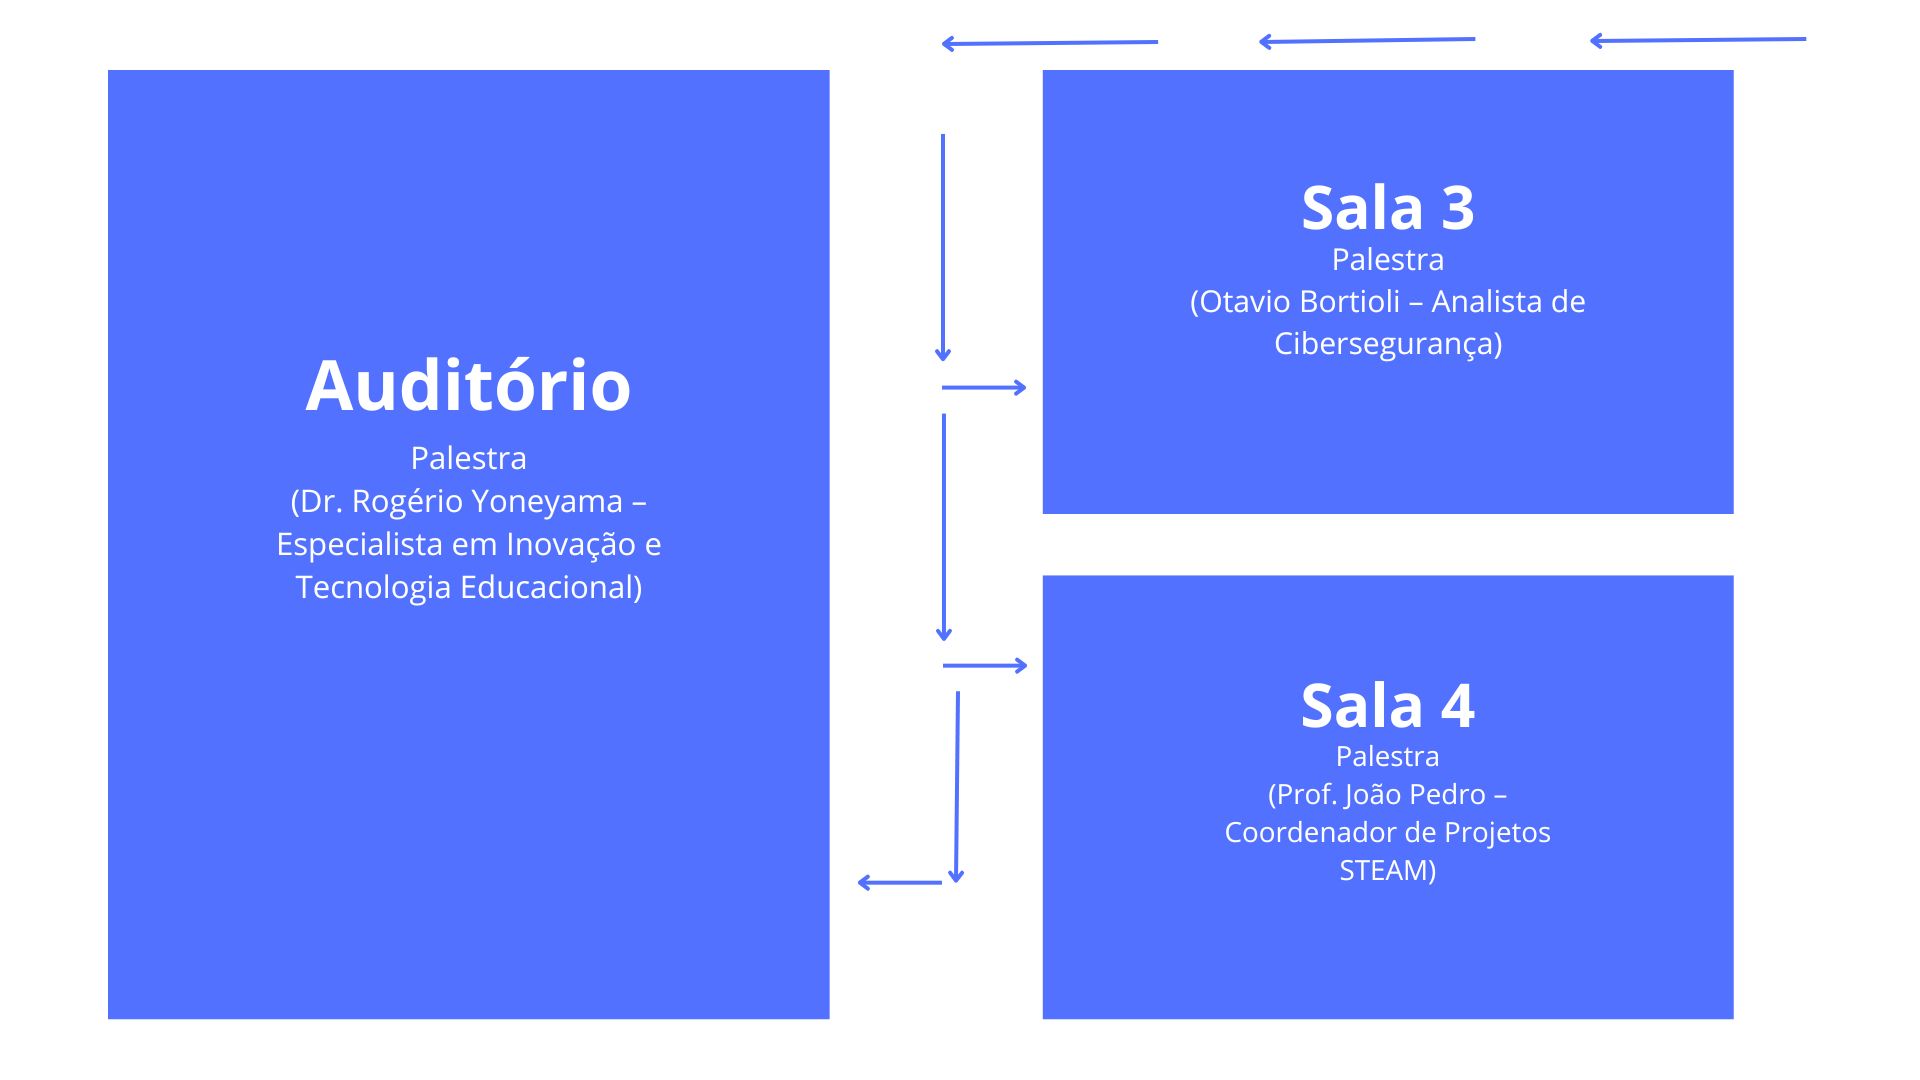 Auditório
Palestra
(Dr. Rogério Yoneyama –
Especialista em Inovação e
Tecnologia Educacional)
Sala 3
Palestra
(Otavio Bortioli – Analista de
Cibersegurança)
Sala 4
Palestra
(Prof. João Pedro –
Coordenador de Projetos
STEAM)